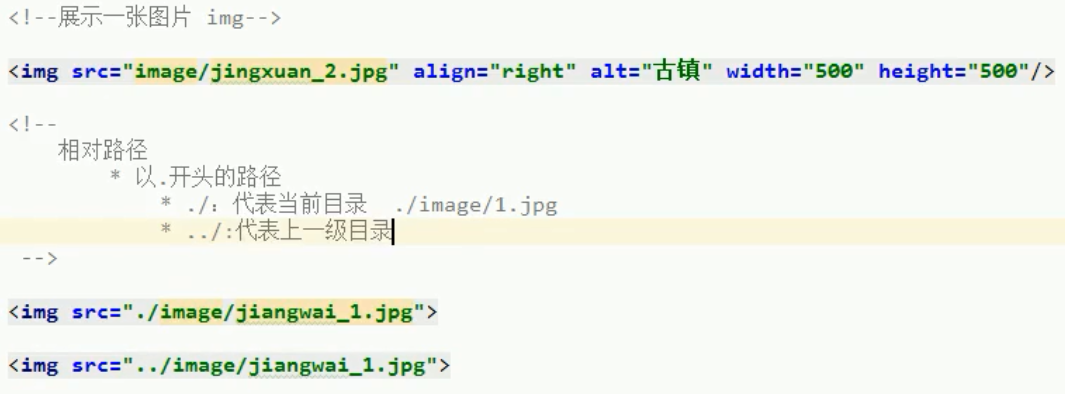 <!--展示一张图片 img-->
<img src="image/jingxuan_2.jpg" align="right" alt="古镇" width="500" height="500"/>
<!--
相对路径
* 以.开头的路径
* ./：代表当前目录  ./image/1.jpg
* ../:代表上一级目录
-->
<img src="./image/jiangwai_1.jpg">
<img src="../image/jiangwai_1.jpg">